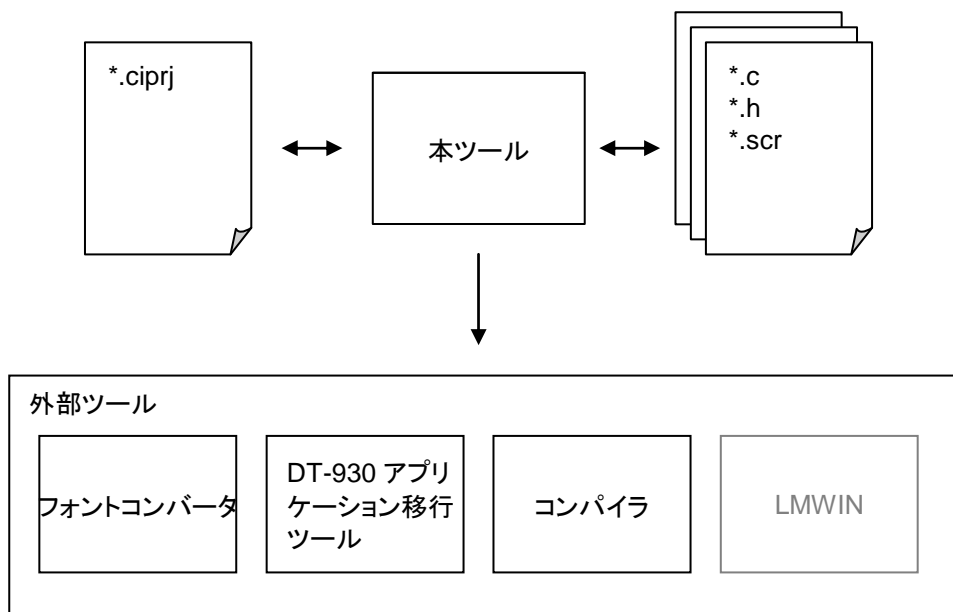 *.ciprj
本ツール
*.c
*.h
*.scr
外部ツール
フォントコンバータ
DT-930 アプリ
ケーション移行
ツール
コンパイラ
LMWIN